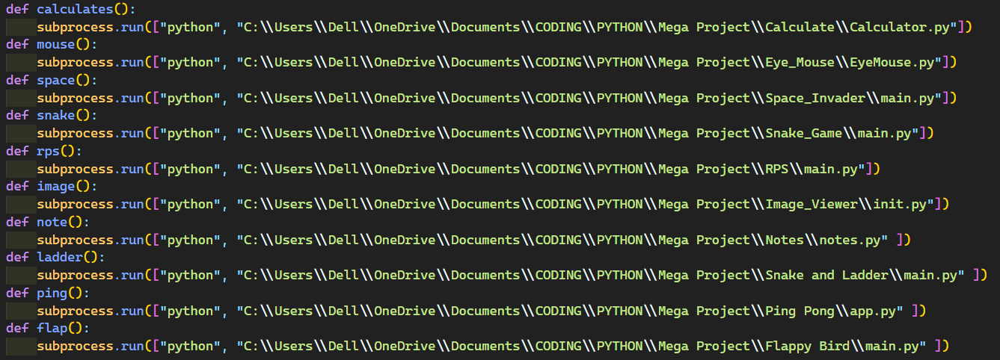 def calculates():
    subprocess.run(["python", "C:\\Users\\Dell\\OneDrive\\Documents\\CODING\\PYTHON\\Mega Project\\Calculate\\Calculator.py"])
def mouse():
    subprocess.run(["python", "C:\\Users\\Dell\\OneDrive\\Documents\\CODING\\PYTHON\\Mega Project\\Eye_Mouse\\EyeMouse.py"])
def space():
    subprocess.run(["python", "C:\\Users\\Dell\\OneDrive\\Documents\\CODING\\PYTHON\\Mega Project\\Space_Invader\\main.py"])
def snake():
    subprocess.run(["python", "C:\\Users\\Dell\\OneDrive\\Documents\\CODING\\PYTHON\\Mega Project\\Snake_Game\\main.py"])
def rps():
    subprocess.run(["python", "C:\\Users\\Dell\\OneDrive\\Documents\\CODING\\PYTHON\\Mega Project\\RPS\\main.py"])
def image():
    subprocess.run(["python", "C:\\Users\\Dell\\OneDrive\\Documents\\CODING\\PYTHON\\Mega Project\\Image_Viewer\\init.py"])
def note():
    subprocess.run(["python", "C:\\Users\\Dell\\OneDrive\\Documents\\CODING\\PYTHON\\Mega Project\\Notes\\notes.py" ])
def ladder():
    subprocess.run(["python", "C:\\Users\\Dell\\OneDrive\\Documents\\CODING\\PYTHON\\Mega Project\\Snake and Ladder\\main.py" ])
def ping():
    subprocess.run(["python", "C:\\Users\\Dell\\OneDrive\\Documents\\CODING\\PYTHON\\Mega Project\\Ping Pong\\app.py" ])
def flap():
    subprocess.run(["python", "C:\\Users\\Dell\\OneDrive\\Documents\\CODING\\PYTHON\\Mega Project\\Flappy Bird\\main.py" ])